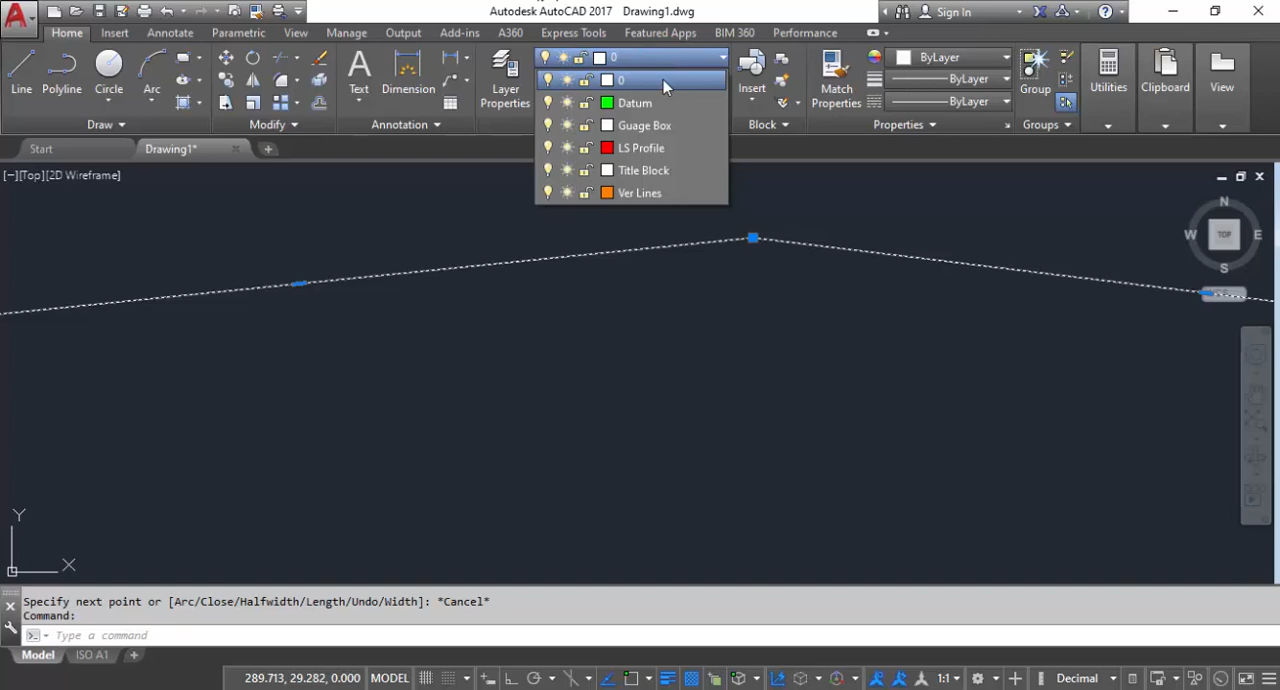 Autodesk AutoCAD 2017 Drawing1.dwg
Sign In
Home Insert Annotate Parametric View Manage Output Add-ins A360 Express Tools Featured Apps BIM 360 Performance
0
ByLayer
0
Line Polyline Circle Arc
Text Dimension
Layer Properties
Insert
Match Properties
ByLayer
ByLayer
Group
Utilities Clipboard View
Datum
Guage Box
LS Profile
Title Block
Ver Lines
Draw Modify Annotation Block Properties Groups
Start Drawing1* +
[−][Top][2D Wireframe]
N
W TOP E
S
Y
X
Specify next point or [Arc/Close/Halfwidth/Length/Undo/Width]: *Cancel*
Command:
Type a command
Model ISO A1 +
289.713, 29.282, 0.000 MODEL 1:1 Decimal